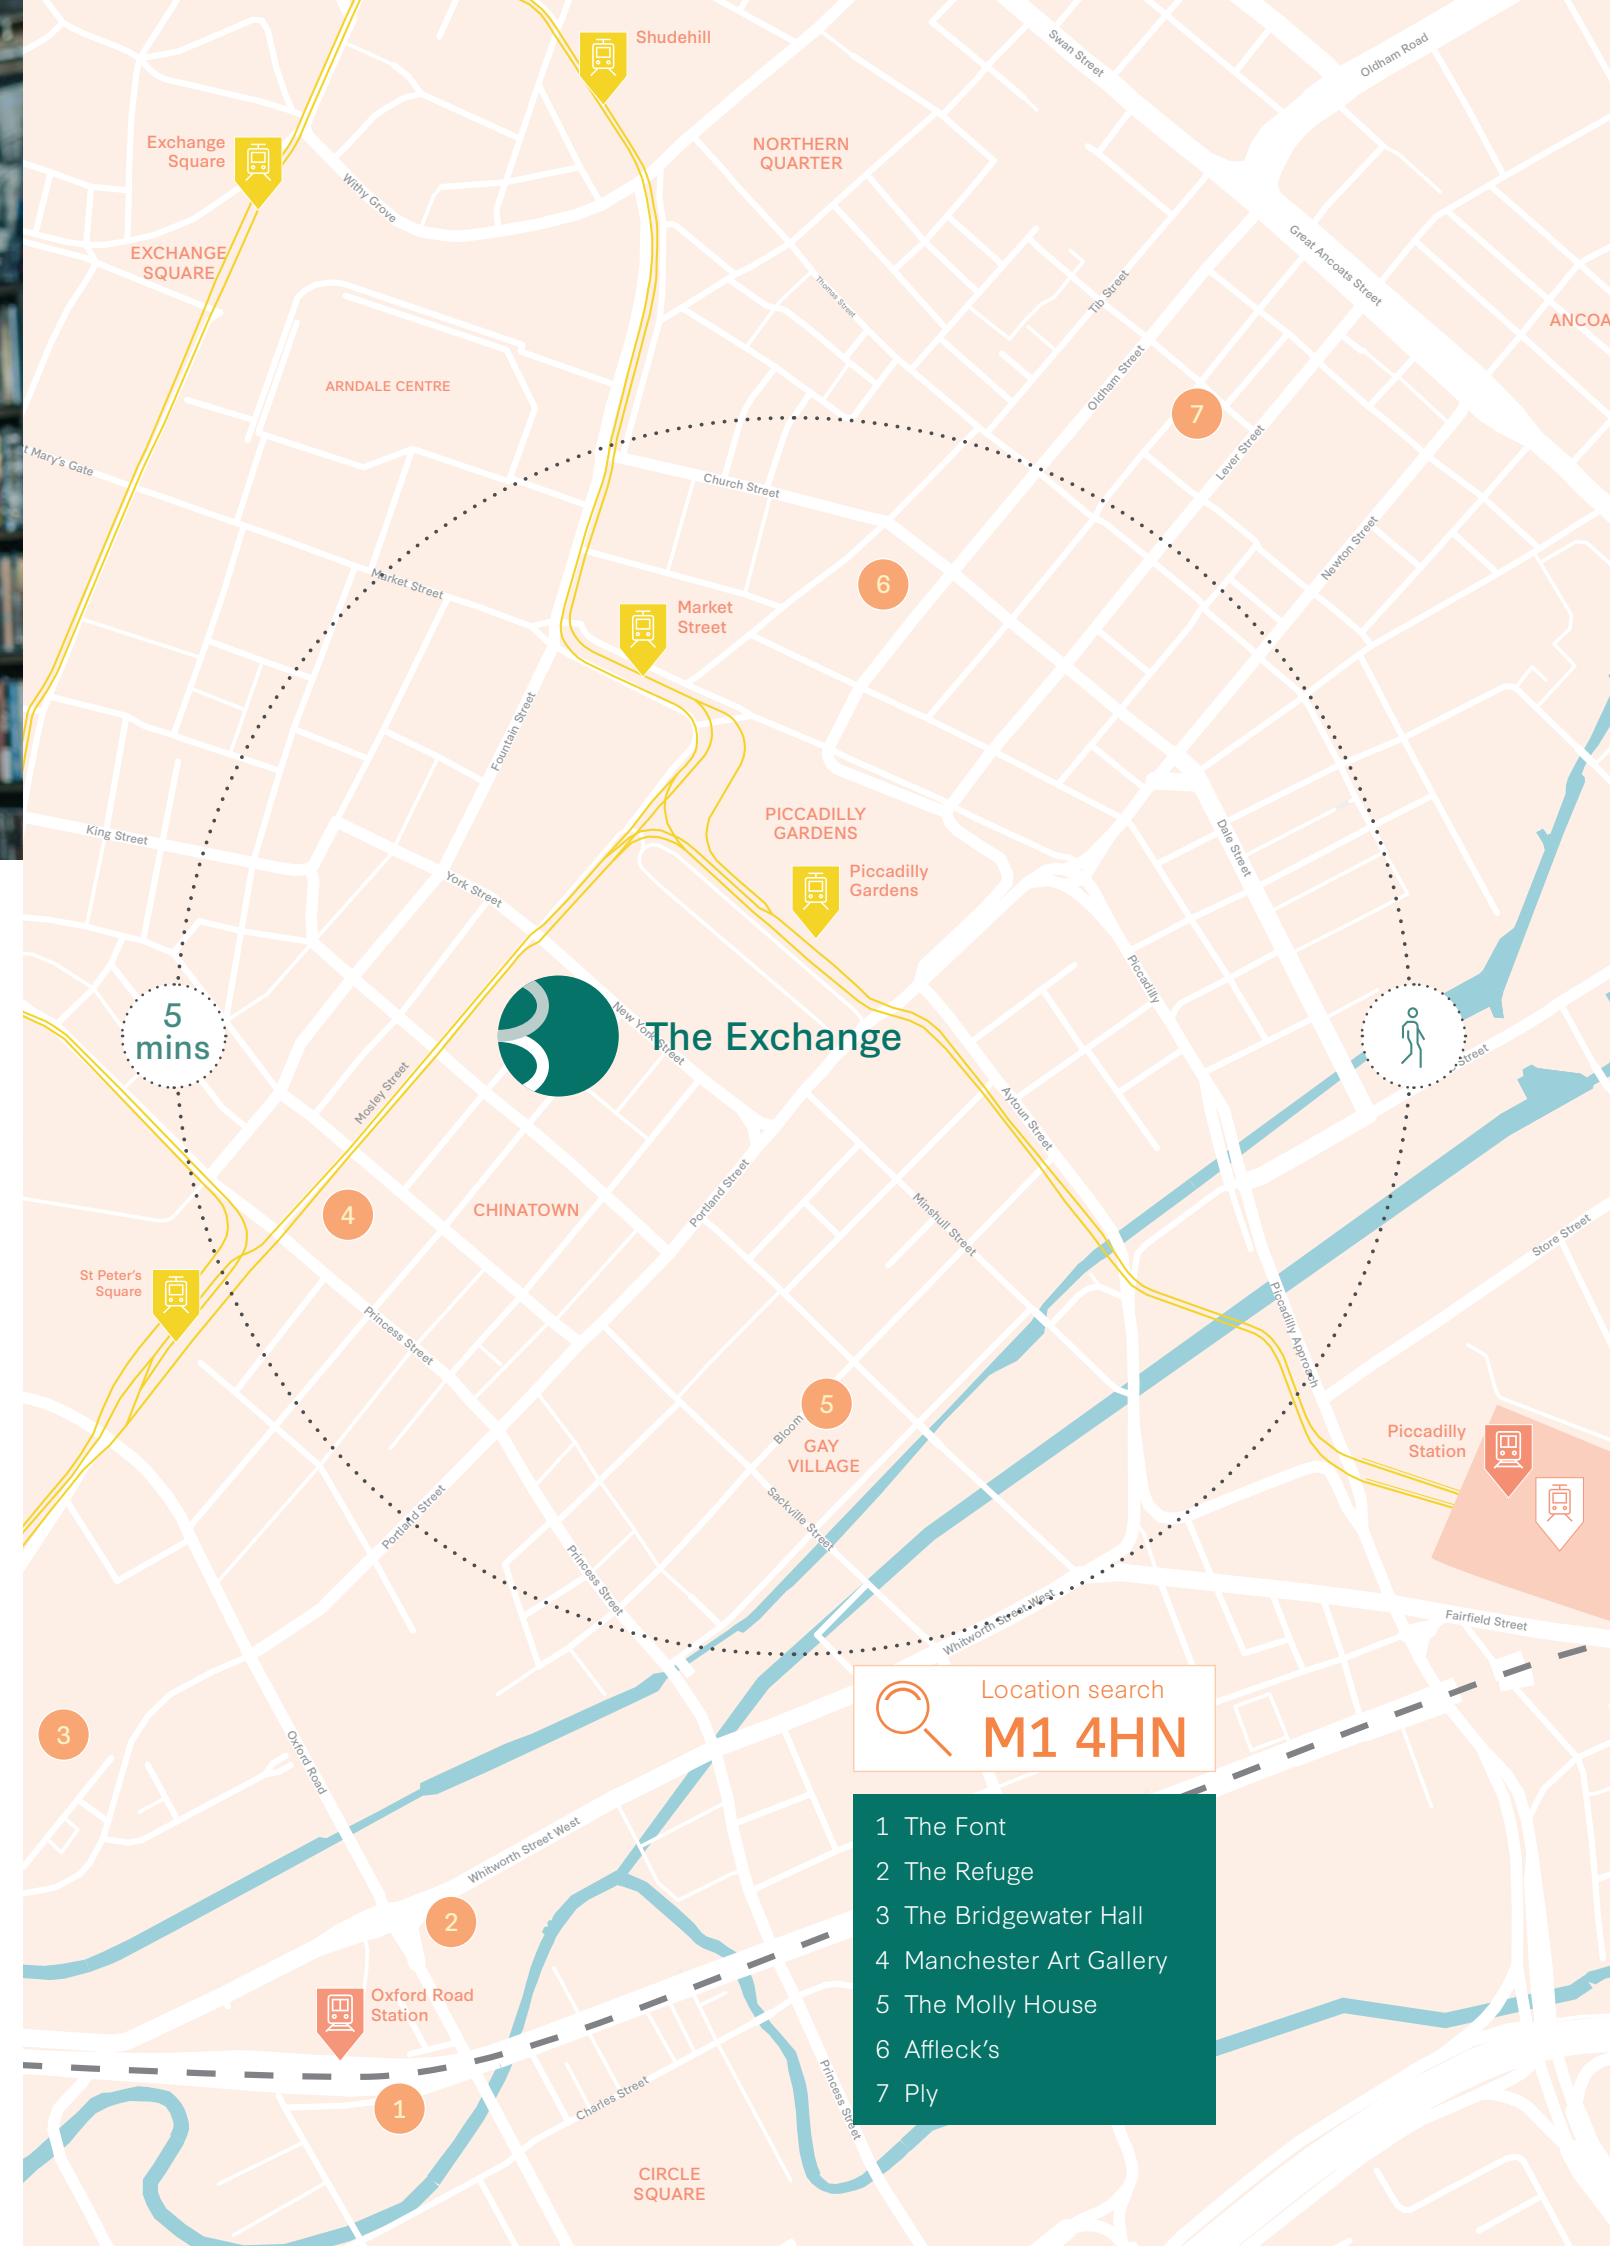 Shudehill
Swan Street
Oldham Road
Exchange
Square
NORTHERN
QUARTER
Withy Grove
EXCHANGE
SQUARE
Great Ancoats Street
Thomas Street
Tib Street
ANCOA
Oldham Street
ARNDALE CENTRE
7
Lever Street
t Mary's Gate
Church Street
Newton Street
Market Street
6
Market
Street
Fountain Street
PICCADILLY
GARDENS
King Street
Dale Street
York Street
Piccadilly
Gardens
Piccadilly
5
mins
New York Street
The Exchange
Street
Mosley Street
Aytoun Street
4
CHINATOWN
Portland Street
Minshull Street
Store Street
St Peter's
Square
Princess Street
Piccadilly Approach
5
Bloom
GAY
VILLAGE
Piccadilly
Station
Portland Street
Sackville Street
Princess Street
Whitworth Street West
Fairfield Street
3
Oxford Road
Location search
M1 4HN
Whitworth Street West
2
Oxford Road
Station
1
Charles Street
Princess Street
CIRCLE
SQUARE
1 The Font
2 The Refuge
3 The Bridgewater Hall
4 Manchester Art Gallery
5 The Molly House
6 Affleck's
7 Ply